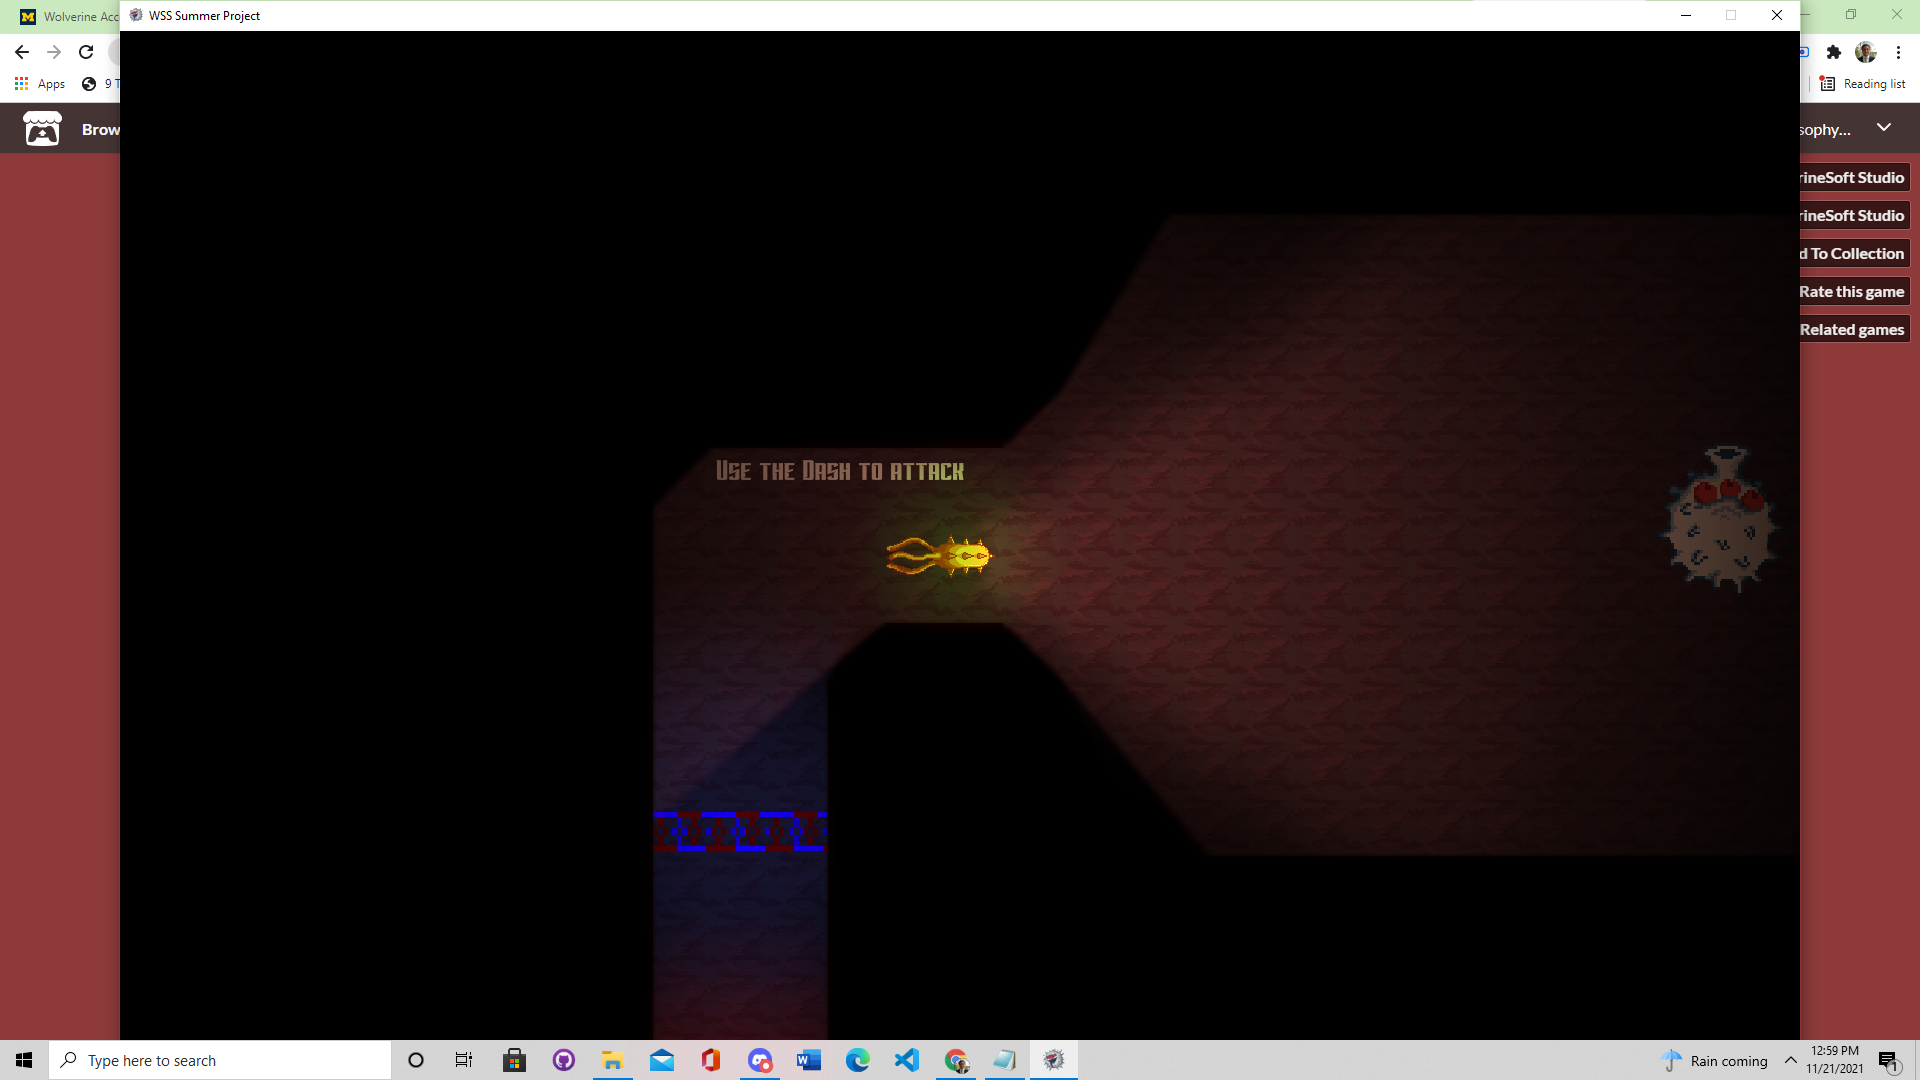 Wolverine Acc
WSS Summer Project
Apps
9 T
Reading list
Brow
sophy...
rineSoft Studio
rineSoft Studio
d To Collection
Rate this game
Related games
USE THE DASH TO ATTACK
Type here to search
Rain coming
12:59 PM
11/21/2021
1